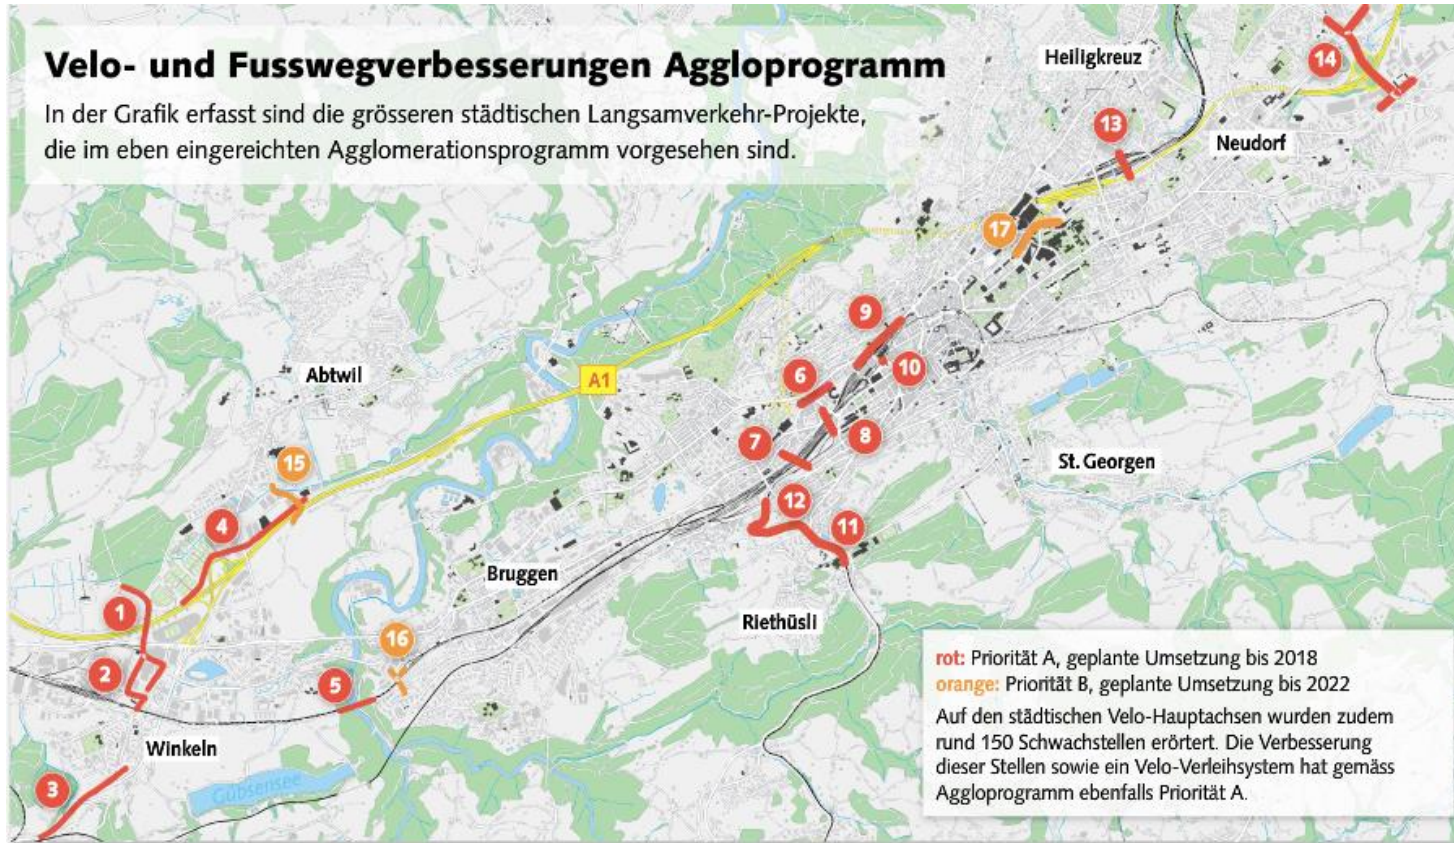 Velo- und Fusswegverbesserungen Aggloprogramm
In der Grafik erfasst sind die grösseren städtischen Langsamverkehr-Projekte,
die im eben eingereichten Agglomerationsprogramm vorgesehen sind.
Heiligkreuz
14
13
Neudorf
17
9
Abtwil
A1
10
6
7
8
15
St. Georgen
12
4
11
Bruggen
1
Riethüsli
16
2
5
Winkeln
3
Gübsensee
rot: Priorität A, geplante Umsetzung bis 2018
orange: Priorität B, geplante Umsetzung bis 2022
Auf den städtischen Velo-Hauptachsen wurden zudem
rund 150 Schwachstellen erörtert. Die Verbesserung
dieser Stellen sowie ein Velo-Verleihsystem hat gemäss
Aggloprogramm ebenfalls Priorität A.